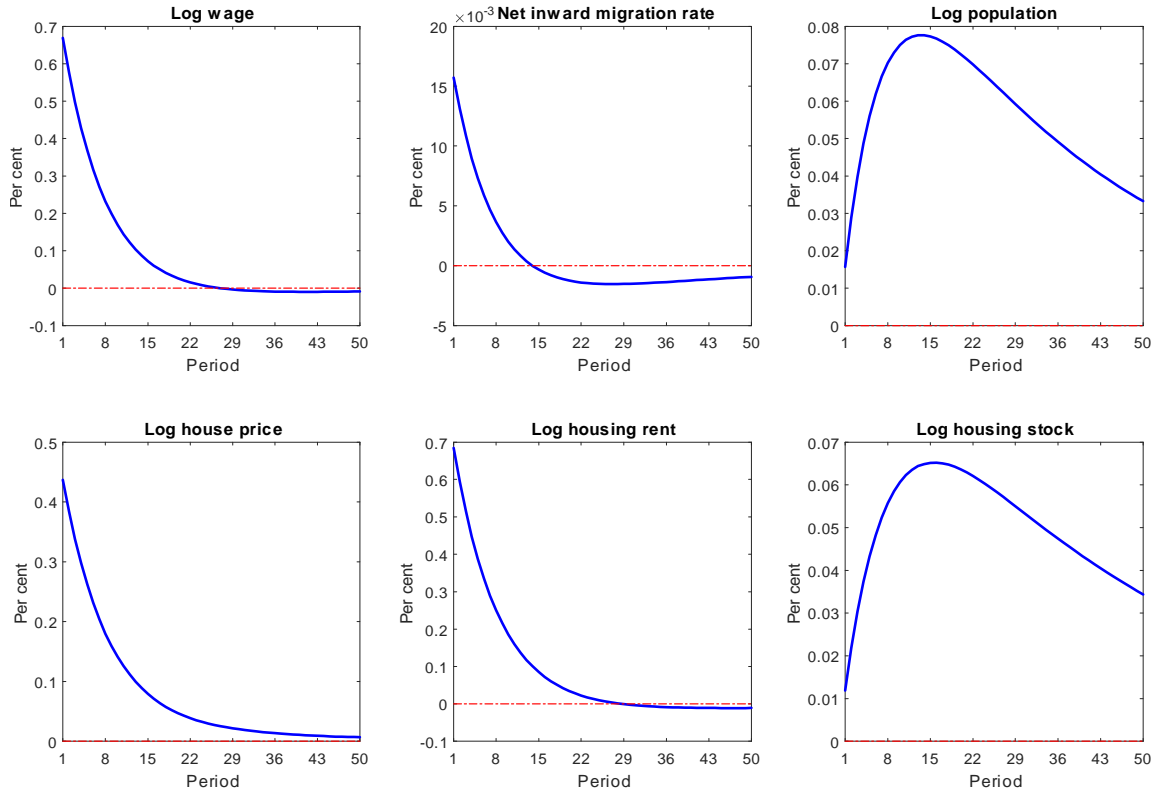 Log wage
0.7
0.6
0.5
0.4
0.3
0.2
0.1
0
-0.1
Per cent
1 8 15 22 29 36 43 50
Period
×10⁻³ Net inward migration rate
20
15
10
5
0
-5
Per cent
1 8 15 22 29 36 43 50
Period
Log population
0.08
0.07
0.06
0.05
0.04
0.03
0.02
0.01
0
Per cent
1 8 15 22 29 36 43 50
Period
Log house price
0.5
0.4
0.3
0.2
0.1
0
Per cent
1 8 15 22 29 36 43 50
Period
Log housing rent
0.7
0.6
0.5
0.4
0.3
0.2
0.1
0
-0.1
Per cent
1 8 15 22 29 36 43 50
Period
Log housing stock
0.07
0.06
0.05
0.04
0.03
0.02
0.01
0
Per cent
1 8 15 22 29 36 43 50
Period